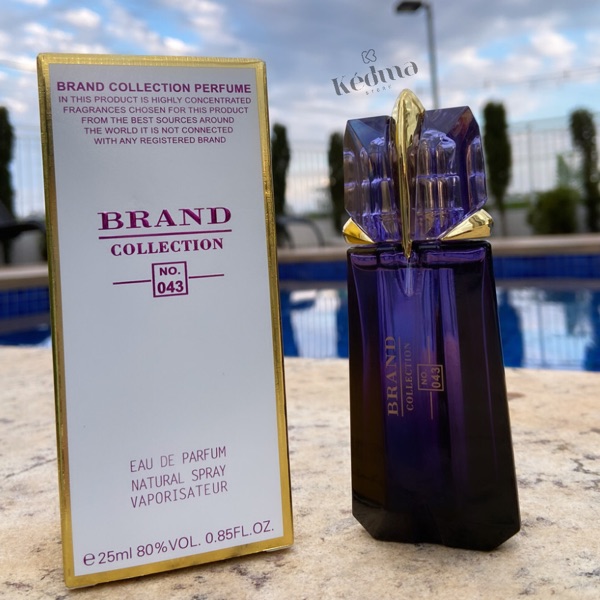 BRAND COLLECTION PERFUME
IN THIS PRODUCT IS HIGHLY CONCENTRATED
FRAGRANCES CHOSEN FOR THIS PRODUCT
FROM THE BEST SOURCES AROUND
THE WORLD IT IS NOT CONNECTED
WITH ANY REGISTERED BRAND
BRAND
COLLECTION
NO.
043
EAU DE PARFUM
NATURAL SPRAY
VAPORISATEUR
℮25ml 80%VOL. 0.85FL.OZ.
Kédma
STORE
BRAND
COLLECTION
NO.
043